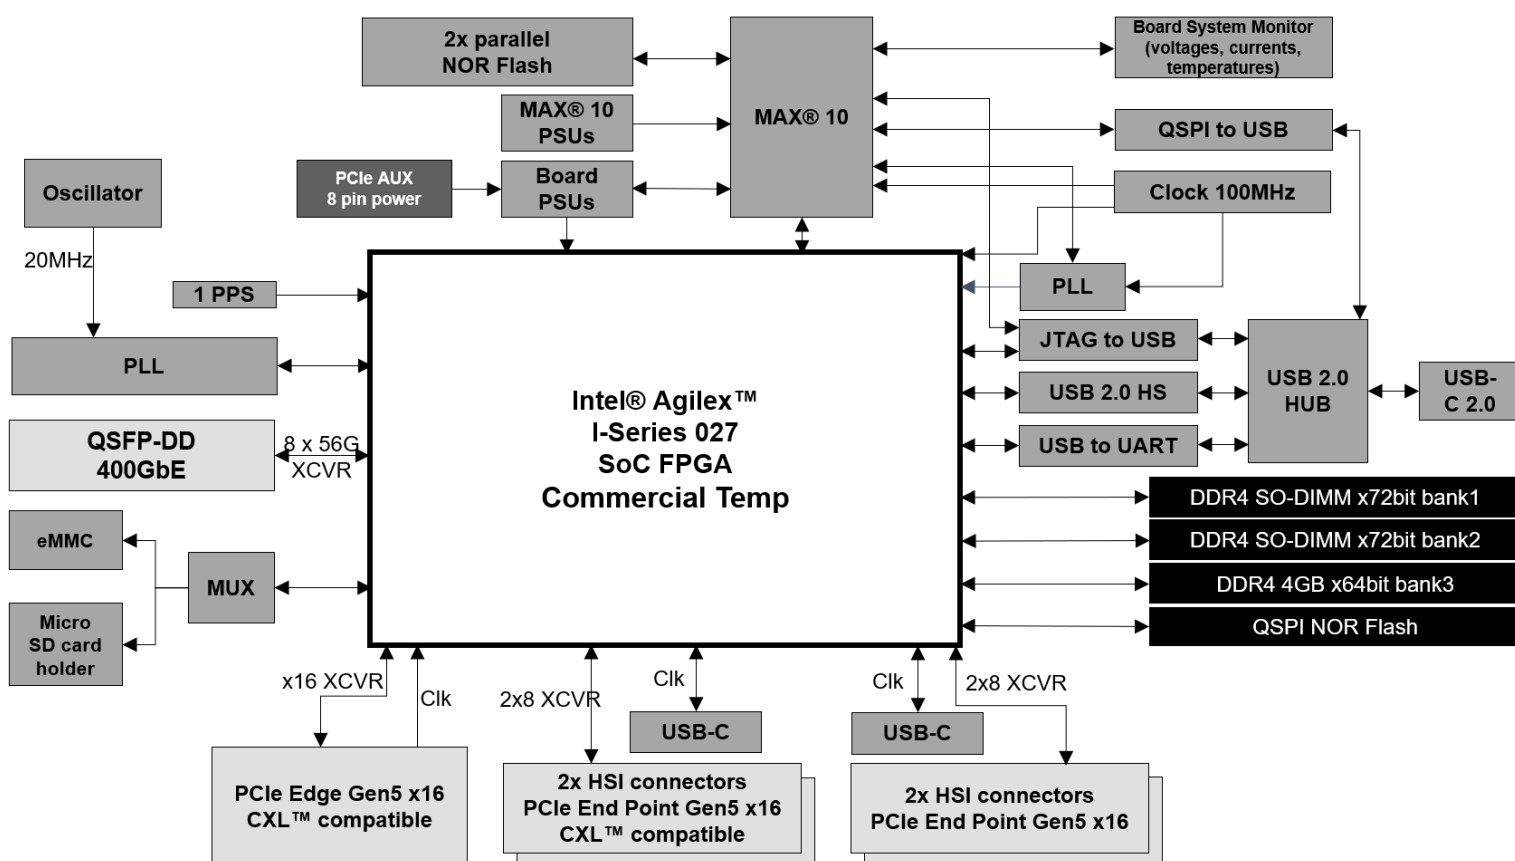 2x parallel
NOR Flash
MAX® 10
PSUs
MAX® 10
Board System Monitor
(voltages, currents,
temperatures)
QSPI to USB
Oscillator
PCIe AUX
8 pin power
Board
PSUs
Clock 100MHz
20MHz
1 PPS
PLL
PLL
JTAG to USB
USB 2.0 HS
USB to UART
USB 2.0
HUB
USB-
C 2.0
Intel® Agilex™
I-Series 027
SoC FPGA
Commercial Temp
QSFP-DD
400GbE
8 x 56G
XCVR
DDR4 SO-DIMM x72bit bank1
DDR4 SO-DIMM x72bit bank2
DDR4 4GB x64bit bank3
QSPI NOR Flash
eMMC
MUX
Micro
SD card
holder
x16 XCVR
Clk
2x8 XCVR
Clk
Clk
2x8 XCVR
USB-C
USB-C
PCIe Edge Gen5 x16
CXL™ compatible
2x HSI connectors
PCIe End Point Gen5 x16
CXL™ compatible
2x HSI connectors
PCIe End Point Gen5 x16